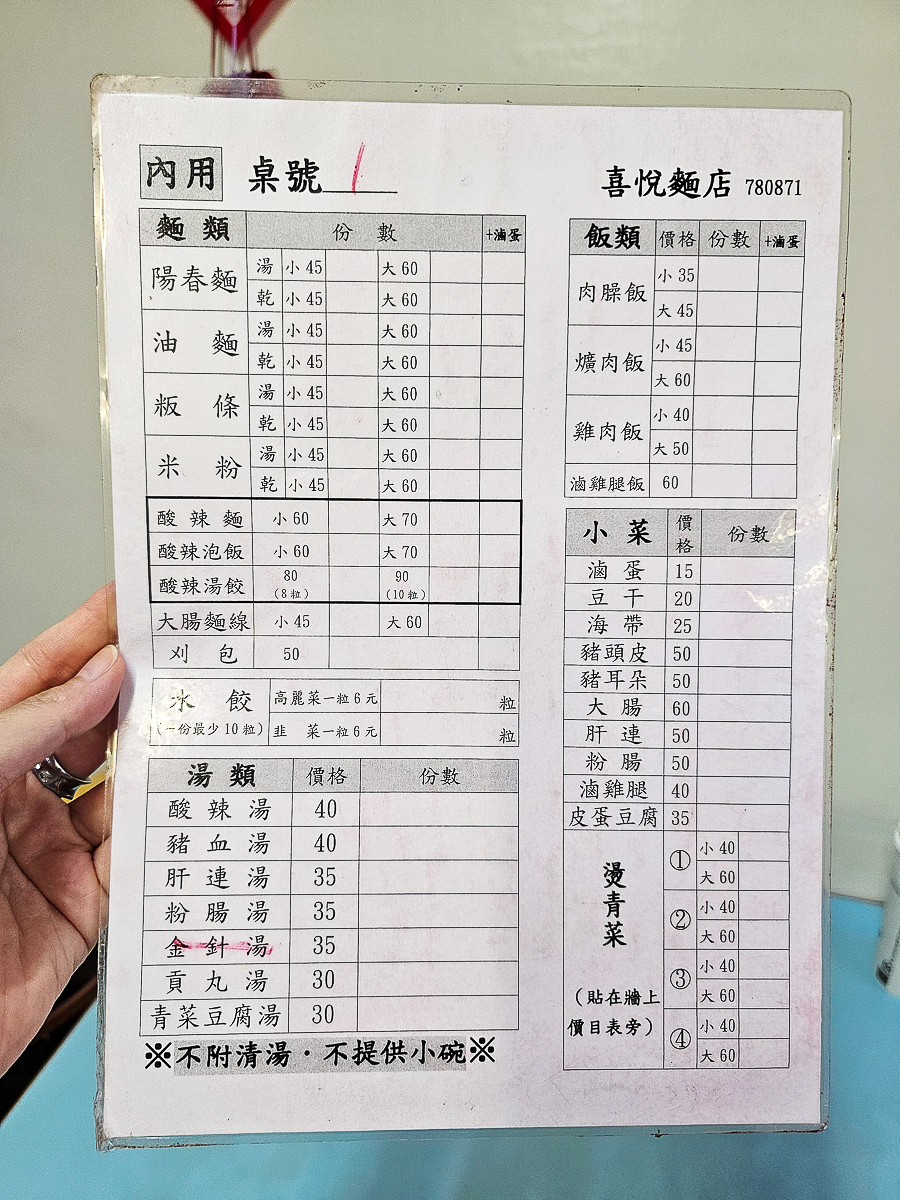 內用 桌號 1
喜悅麵店 780871
麵類 份數 +滷蛋
陽春麵 湯 小45 大60
乾 小45 大60
油麵 湯 小45 大60
乾 小45 大60
粄條 湯 小45 大60
乾 小45 大60
米粉 湯 小45 大60
乾 小45 大60
酸辣麵 小60 大70
酸辣泡飯 小60 大70
酸辣湯餃 80(8粒) 90(10粒)
大腸麵線 小45 大60
刈包 50
水餃 (一份最少10粒)
高麗菜一粒6元 粒
韭菜一粒6元 粒
湯類 價格 份數
酸辣湯 40
豬血湯 40
肝連湯 35
粉腸湯 35
金針湯 35
貢丸湯 30
青菜豆腐湯 30
※不附清湯·不提供小碗※
飯類 價格 份數 +滷蛋
肉臊飯 小35
大45
爌肉飯 小45
大60
雞肉飯 小40
大50
滷雞腿飯 60
小菜 價格 份數
滷蛋 15
豆干 20
海帶 25
豬頭皮 50
豬耳朵 50
大腸 60
肝連 50
粉腸 50
滷雞腿 40
皮蛋豆腐 35
燙青菜
(貼在牆上
價目表旁)
① 小40
大60
② 小40
大60
③ 小40
大60
④ 小40
大60